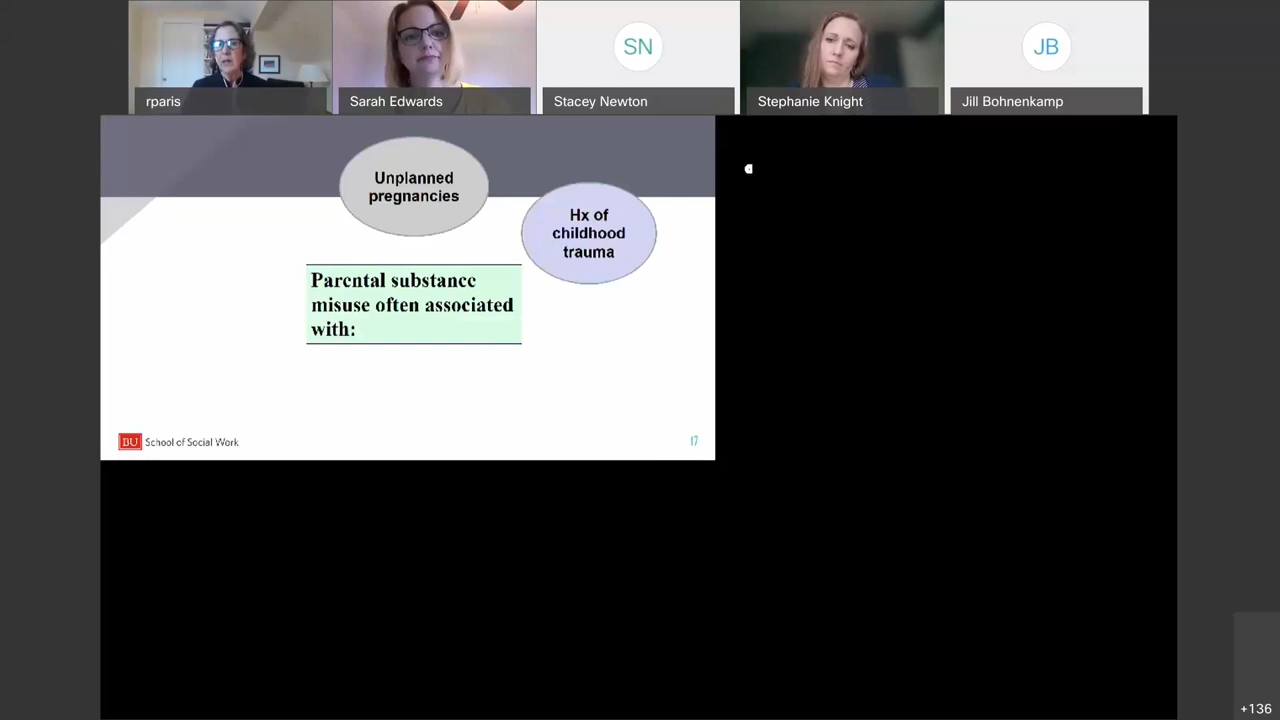 SN
JB
rparis
Sarah Edwards
Stacey Newton
Stephanie Knight
Jill Bohnenkamp
Unplanned
pregnancies
Hx of
childhood
trauma
Parental substance
misuse often associated
with:
BU School of Social Work
17
+136